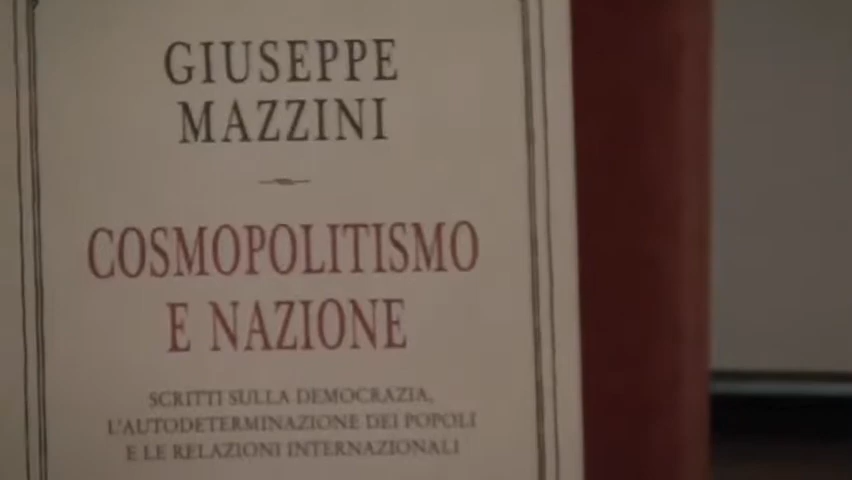 GIUSEPPE
MAZZINI
COSMOPOLITISMO
E NAZIONE
SCRITTI SULLA DEMOCRAZIA,
L'AUTODETERMINAZIONE DEI POPOLI
E LE RELAZIONI INTERNAZIONALI